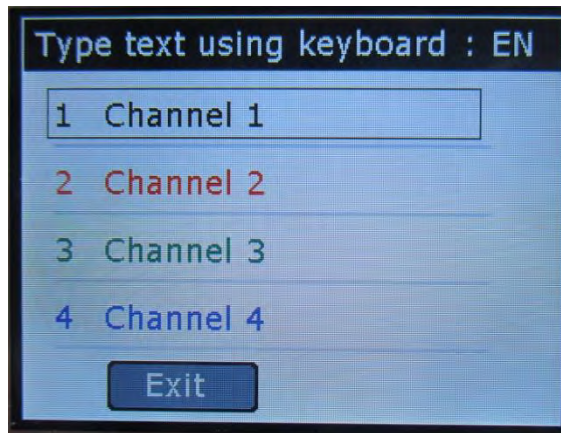 Type text using keyboard : EN
1 Channel 1
2 Channel 2
3 Channel 3
4 Channel 4
Exit